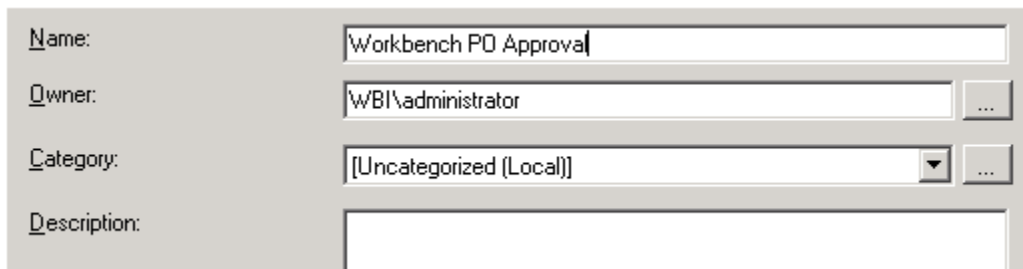 Name:
Workbench PO Approval
Owner:
WBI\administrator
...
Category:
[Uncategorized (Local)]
...
Description: